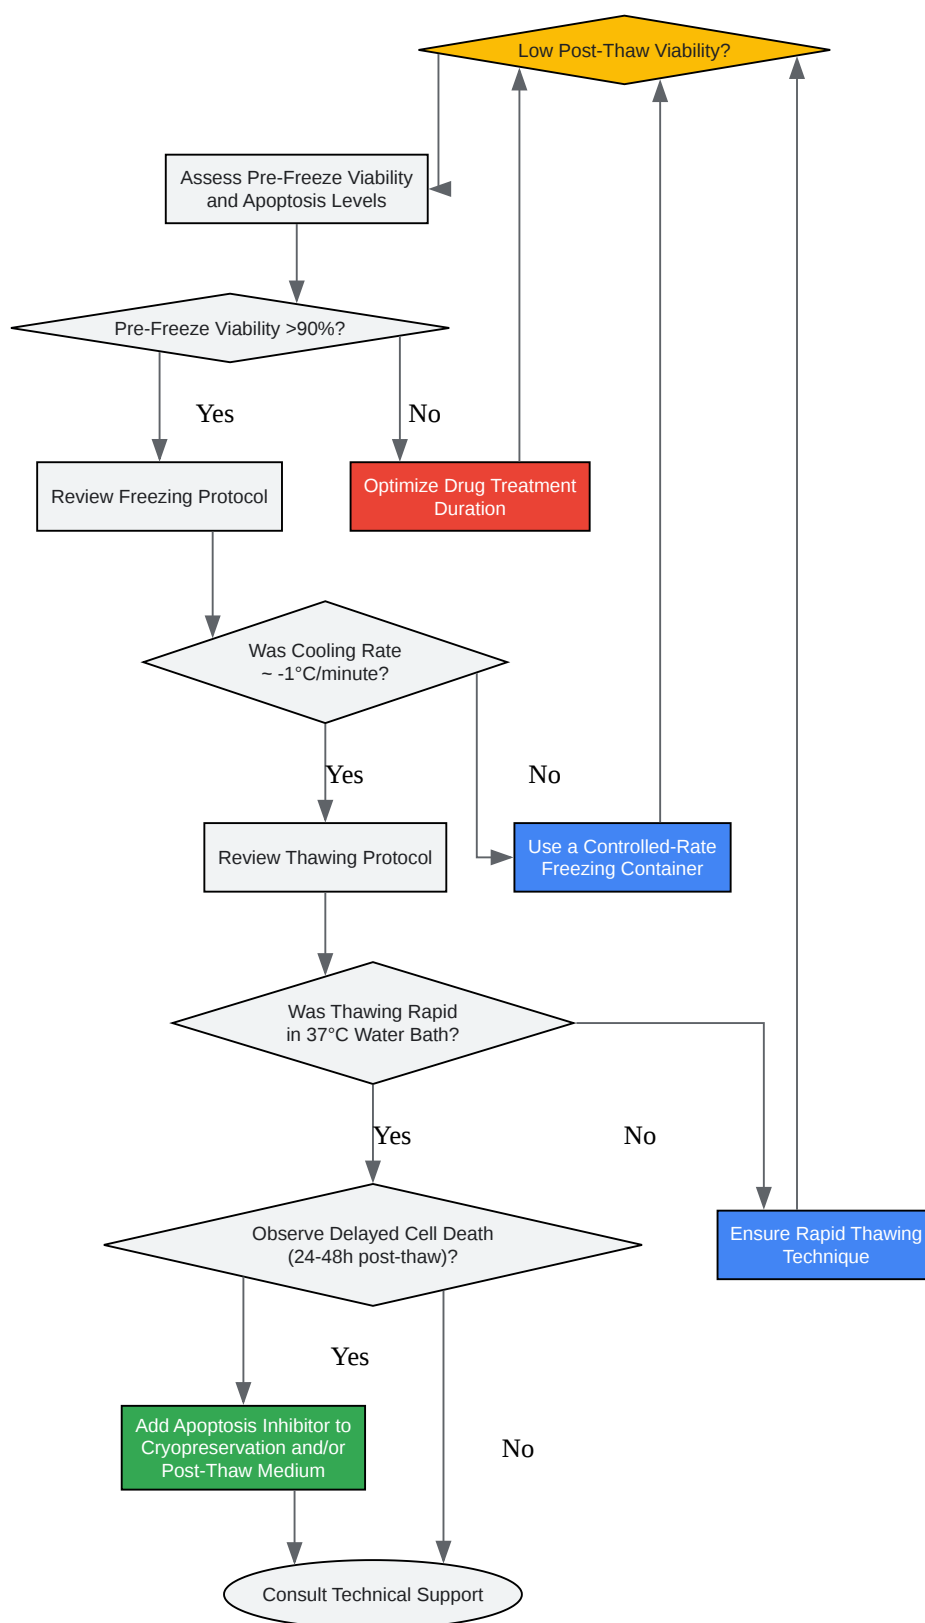 Low Post-Thaw Viability?
Assess Pre-Freeze Viability
and Apoptosis Levels
Pre-Freeze Viability >90%?
Yes
No
Review Freezing Protocol
Optimize Drug Treatment
Duration
Was Cooling Rate
~ -1°C/minute?
Yes
No
Review Thawing Protocol
Use a Controlled-Rate
Freezing Container
Was Thawing Rapid
in 37°C Water Bath?
Yes
No
Observe Delayed Cell Death
(24-48h post-thaw)?
Ensure Rapid Thawing
Technique
Yes
No
Add Apoptosis Inhibitor to
Cryopreservation and/or
Post-Thaw Medium
Consult Technical Support